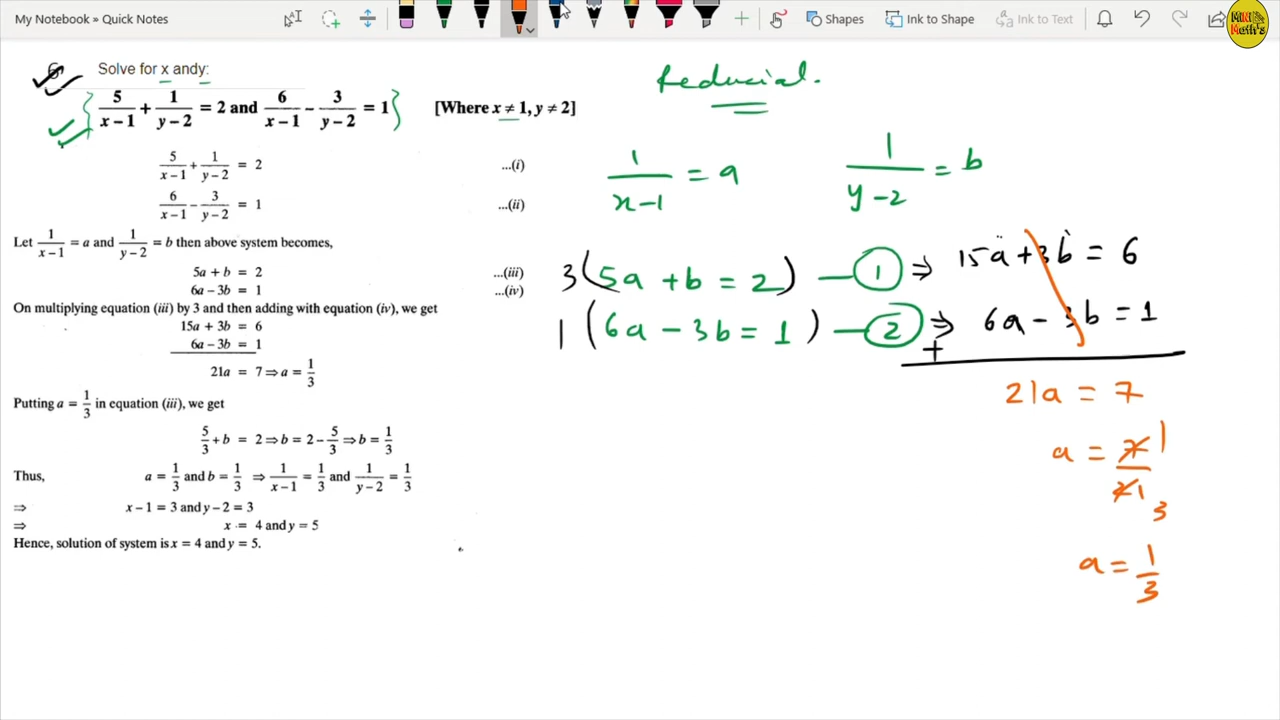 My Notebook » Quick Notes
Shapes
Ink to Shape
Ink to Text
MINI Math's
6. Solve for x andy:
5/(x−1) + 1/(y−2) = 2 and 6/(x−1) − 3/(y−2) = 1 [Where x ≠ 1, y ≠ 2]
5/(x−1) + 1/(y−2) = 2 ...(i)
6/(x−1) − 3/(y−2) = 1 ...(ii)
Let 1/(x−1) = a and 1/(y−2) = b then above system becomes,
5a + b = 2 ...(iii)
6a − 3b = 1 ...(iv)
On multiplying equation (iii) by 3 and then adding with equation (iv), we get
15a + 3b = 6
6a − 3b = 1
21a = 7 ⇒ a = 1/3
Putting a = 1/3 in equation (iii), we get
5/3 + b = 2 ⇒ b = 2 − 5/3 ⇒ b = 1/3
Thus, a = 1/3 and b = 1/3 ⇒ 1/(x−1) = 1/3 and 1/(y−2) = 1/3
⇒ x − 1 = 3 and y − 2 = 3
⇒ x = 4 and y = 5
Hence, solution of system is x = 4 and y = 5.
Reducial.
1/(x−1) = a 1/(y−2) = b
3(5a + b = 2) — 1 ⇒ 15a + 3b = 6
1(6a − 3b = 1) — 2 ⇒ 6a − 3b = 1
+
21a = 7
a = 7/21 1 3
a = 1/3